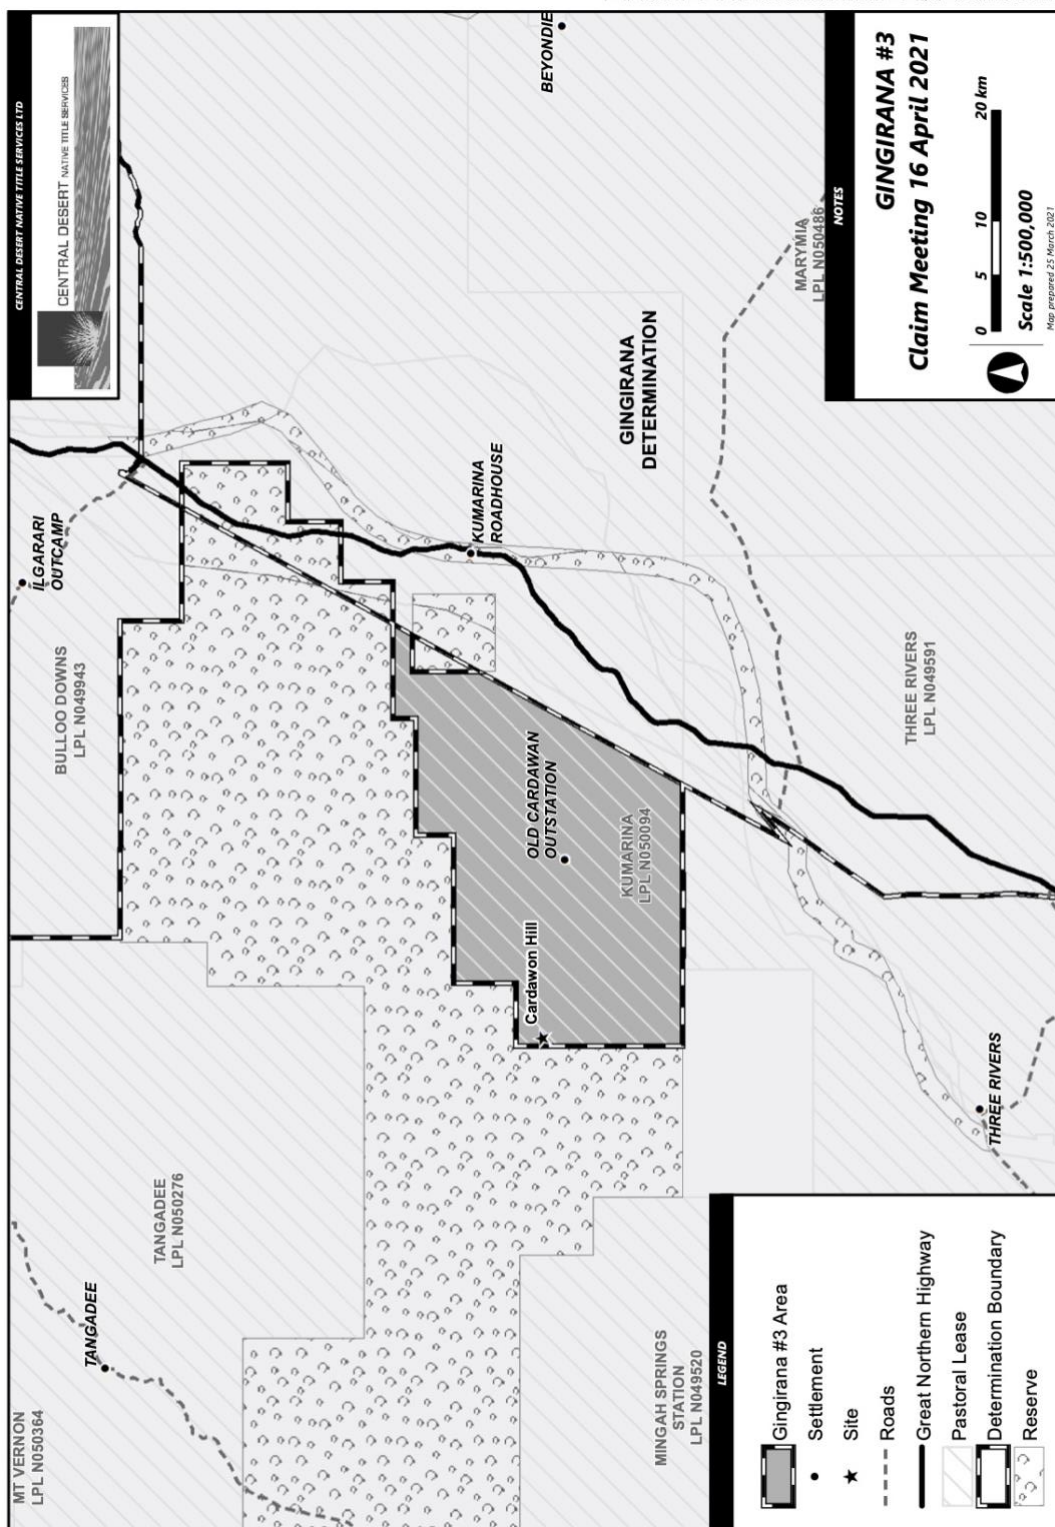 CENTRAL DESERT NATIVE TITLE SERVICES LTD
CENTRAL DESERT NATIVE TITLE SERVICES
MT VERNON
LPL N050364
TANGADEE
TANGADEE
LPL N050276
BULLOO DOWNS
LPL N049943
ILGARARI
OUTCAMP
BEYONDIE
KUMARINA
ROADHOUSE
Cardawon Hill
OLD CARDAWAN
OUTSTATION
KUMARINA
LPL N050094
GINGIRANA
DETERMINATION
MINGAH SPRINGS
STATION
LPL N049520
MARYMIA
LPL N050486
THREE RIVERS
LPL N049591
THREE RIVERS
LEGEND
Gingirana #3 Area
Settlement
Site
Roads
Great Northern Highway
Pastoral Lease
Determination Boundary
Reserve
NOTES
GINGIRANA #3
Claim Meeting 16 April 2021
0 5 10 20 km
Scale 1:500,000
Map prepared 25 March 2021